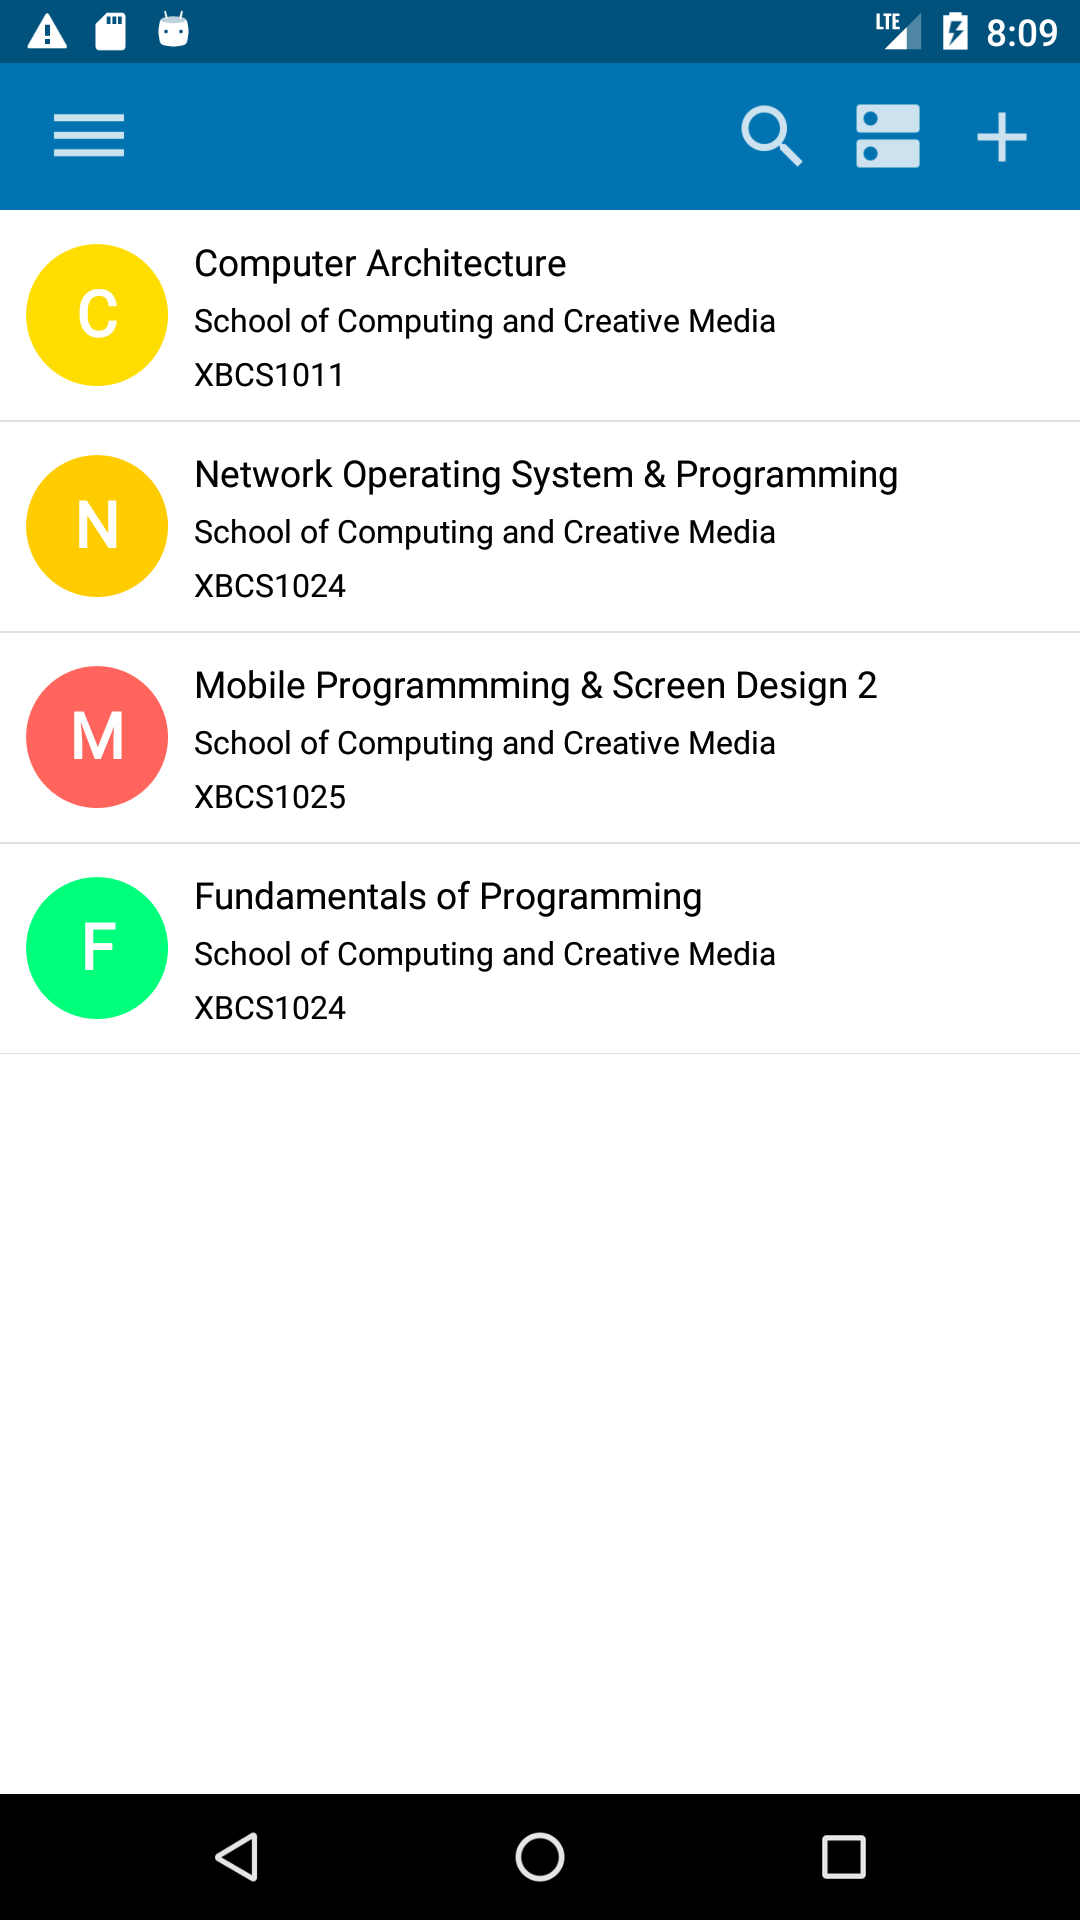 LTE 8:09
C
Computer Architecture
School of Computing and Creative Media
XBCS1011
N
Network Operating System & Programming
School of Computing and Creative Media
XBCS1024
M
Mobile Programmming & Screen Design 2
School of Computing and Creative Media
XBCS1025
F
Fundamentals of Programming
School of Computing and Creative Media
XBCS1024